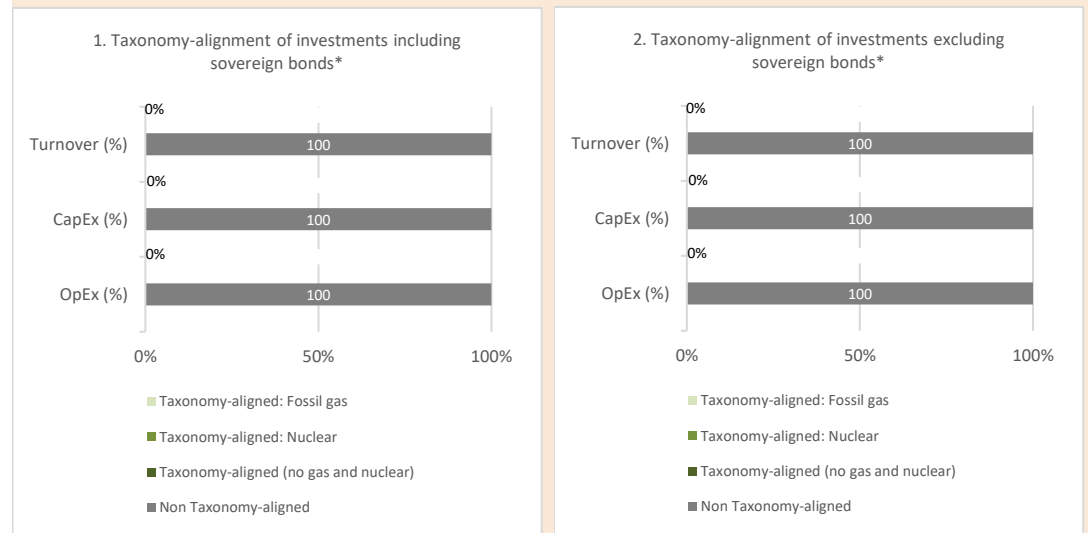 1. Taxonomy-alignment of investments including
sovereign bonds*
0%
Turnover (%)
100
0%
CapEx (%)
100
0%
OpEx (%)
100
0%
50%
100%
Taxonomy-aligned: Fossil gas
Taxonomy-aligned: Nuclear
Taxonomy-aligned (no gas and nuclear)
Non Taxonomy-aligned
2. Taxonomy-alignment of investments excluding
sovereign bonds*
0%
Turnover (%)
100
0%
CapEx (%)
100
0%
OpEx (%)
100
0%
50%
100%
Taxonomy-aligned: Fossil gas
Taxonomy-aligned: Nuclear
Taxonomy-aligned (no gas and nuclear)
Non Taxonomy-aligned